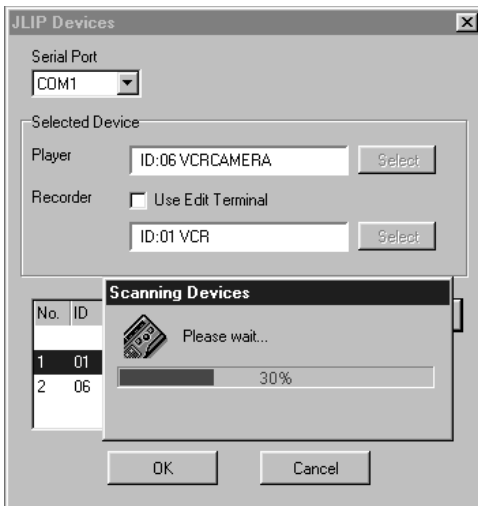 JLIP Devices
Serial Port
COM1
Selected Device
Player
ID:06 VCRCAMERA
Select
Recorder
Use Edit Terminal
ID:01 VCR
Select
Scanning Devices
Please wait...
30%
No. ID
1 01
2 06
OK
Cancel